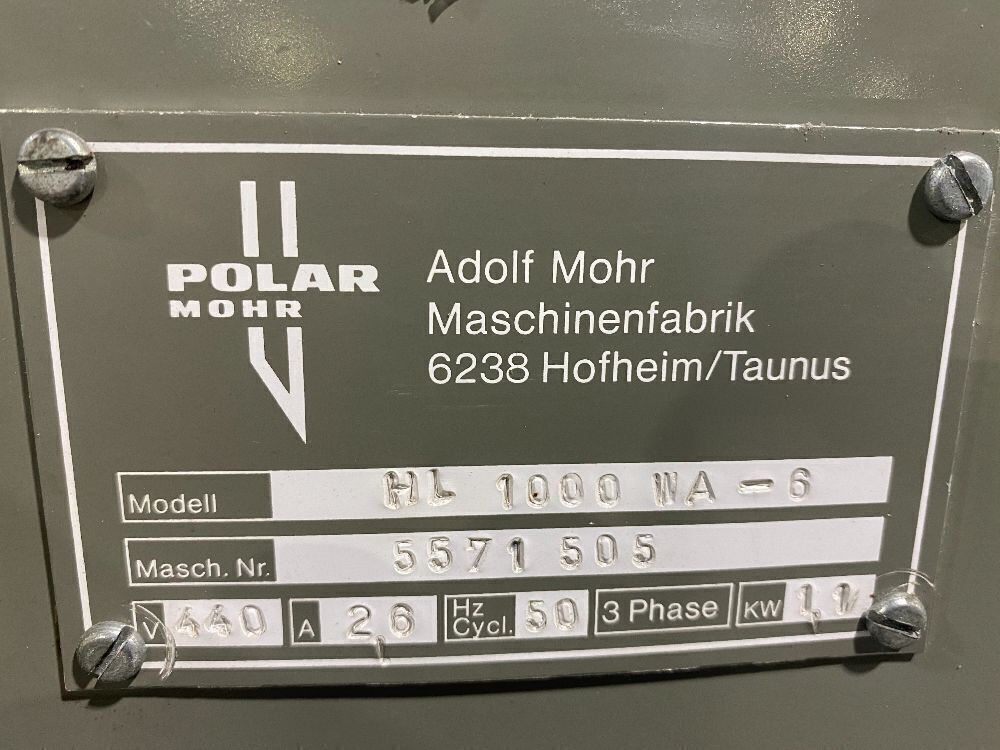 POLAR
MOHR
Adolf Mohr
Maschinenfabrik
6238 Hofheim/Taunus
Modell HL 1000 WA-6
Masch. Nr. 5571 505
V 440 A 2,6 Hz Cycl. 50 3 Phase KW 1,1